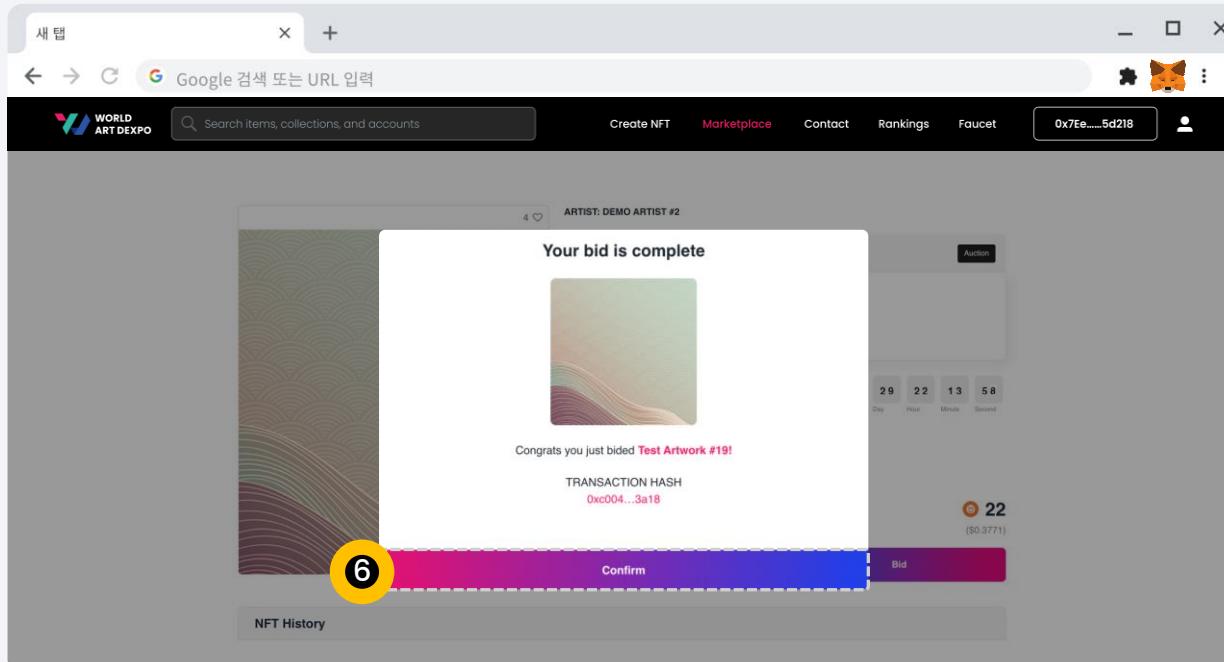 새 탭
Google 검색 또는 URL 입력
WORLD
ART DEXPO
Search items, collections, and accounts
Create NFT
Marketplace
Contact
Rankings
Faucet
0x7Ee......5d218
4
ARTIST: DEMO ARTIST #2
Auction
Your bid is complete
29 22 13 58
Day Hour Minute Second
Congrats you just bided Test Artwork #19!
TRANSACTION HASH
0xc004...3a18
22
($0.3771)
6
Confirm
Bid
NFT History